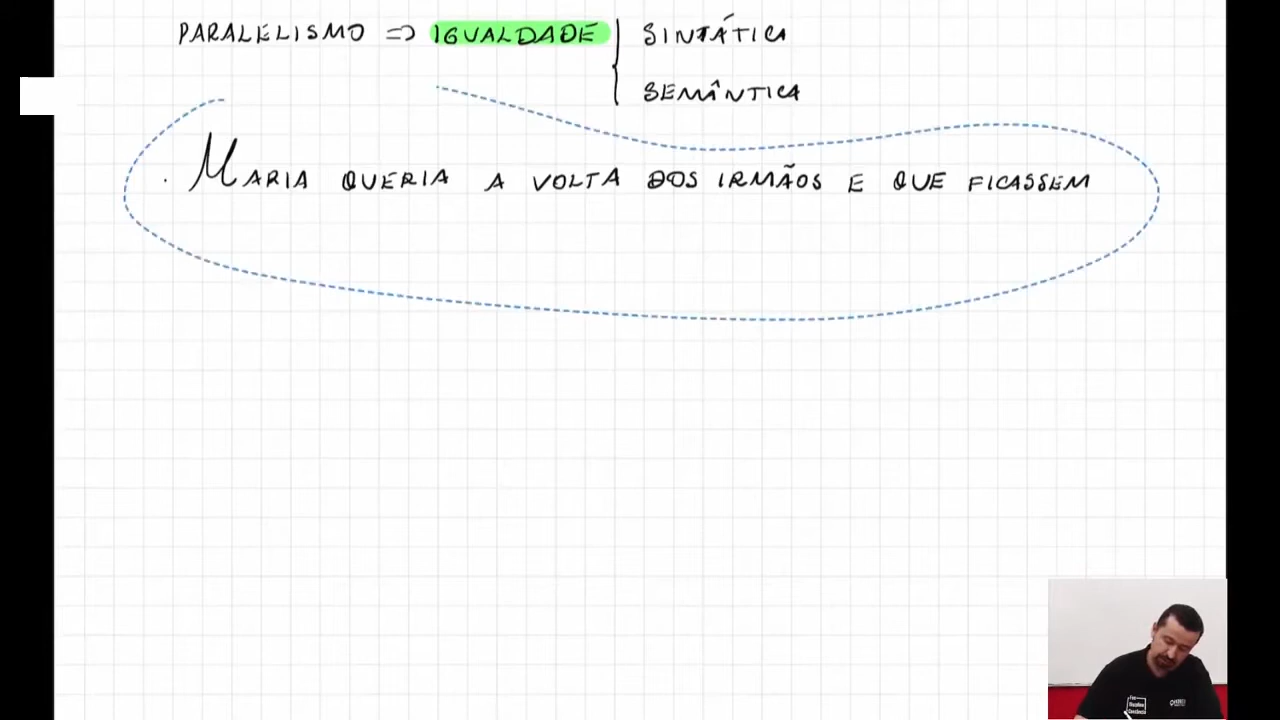 PARALELISMO => IGUALDADE { SINTÁTICA
SEMÂNTICA
. MARIA QUERIA A VOLTA DOS IRMÃOS E QUE FICASSEM